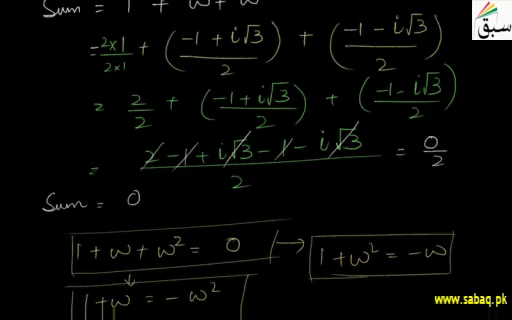 سبق
Sum = 1 + ω + ω
= 2×1/2×1 + (-1 + i√3)/2 + (-1 - i√3)/2
= 2/2 + (-1 + i√3)/2 + (-1 - i√3)/2
= 2 - 1 + i√3 - 1 - i√3 / 2 = 0/2
Sum = 0
1 + ω + ω² = 0 → 1 + ω² = -ω
↓
1 + ω = - ω²
www.sabaq.pk